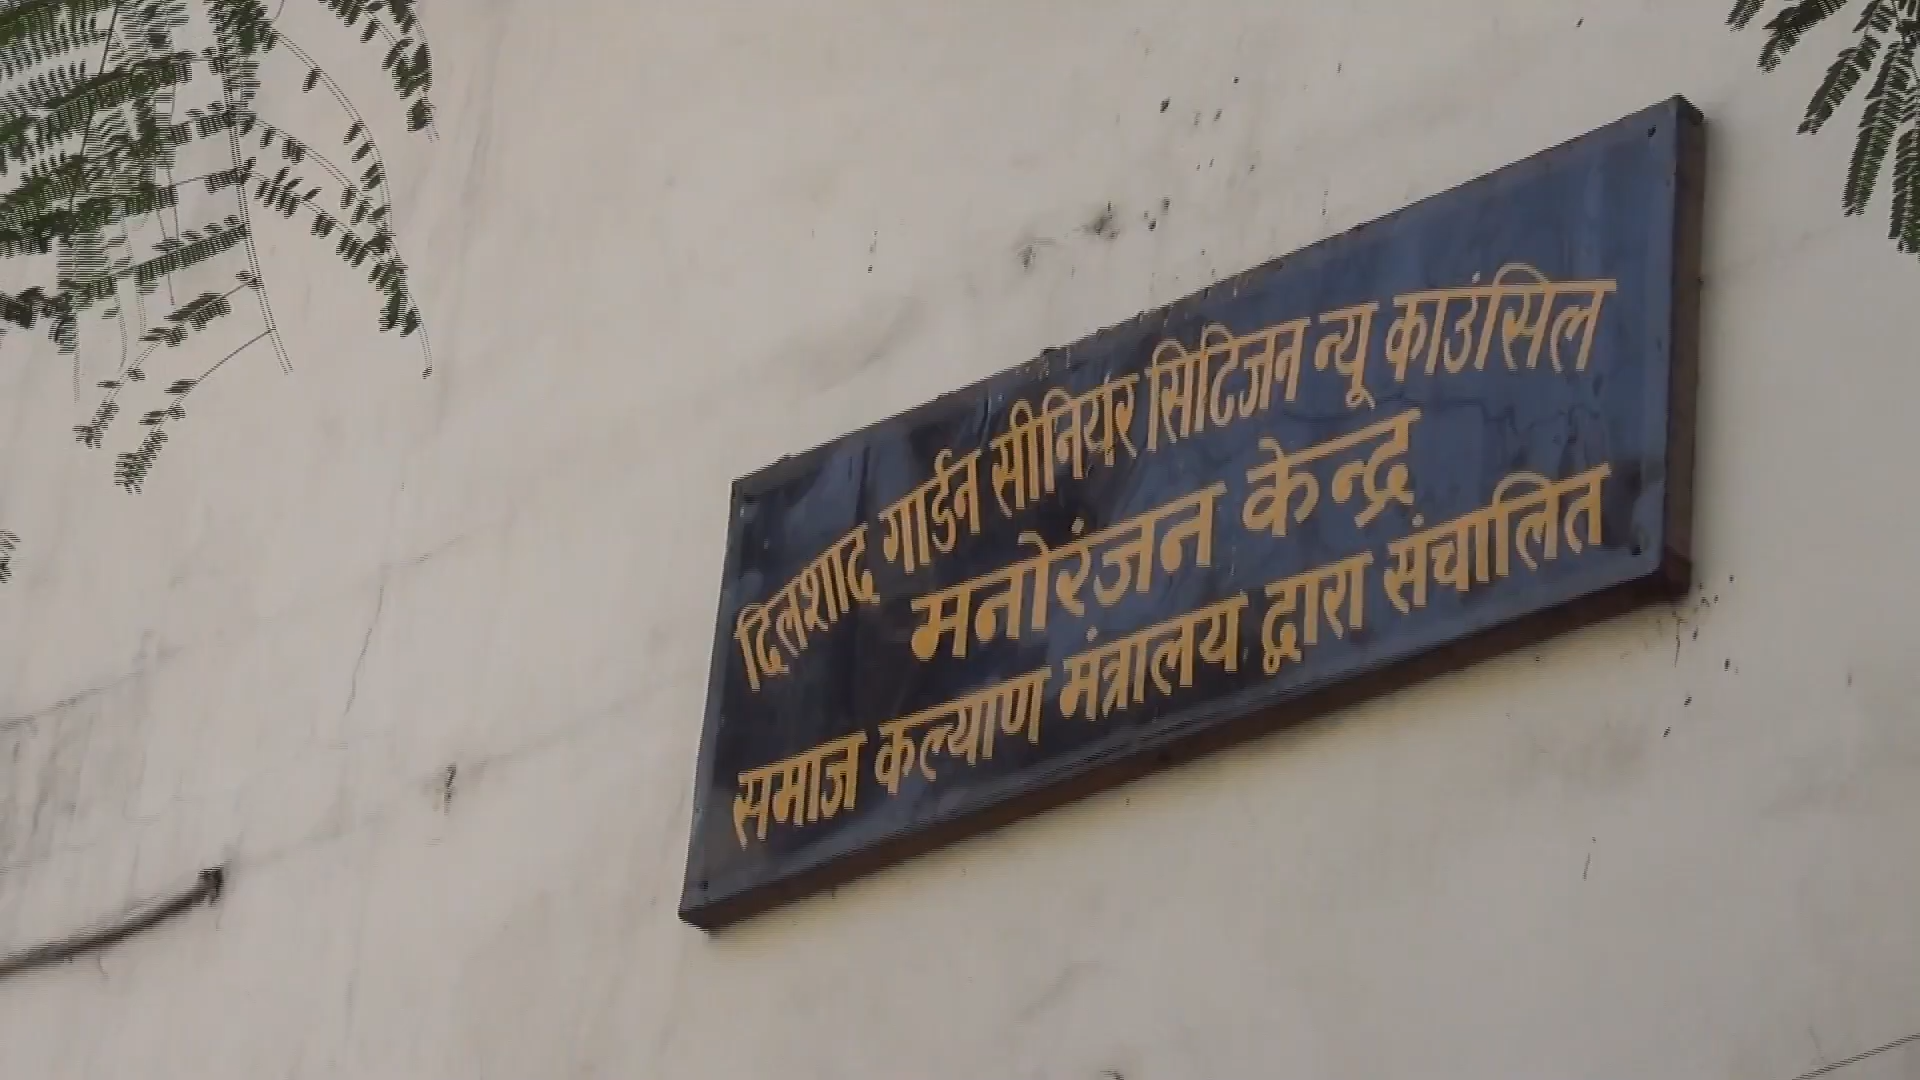 दिलशाद गार्डन सीनियर सिटिजन न्यू काउंसिल
मनोरंजन केन्द्र
समाज कल्याण मंत्रालय द्वारा संचालित